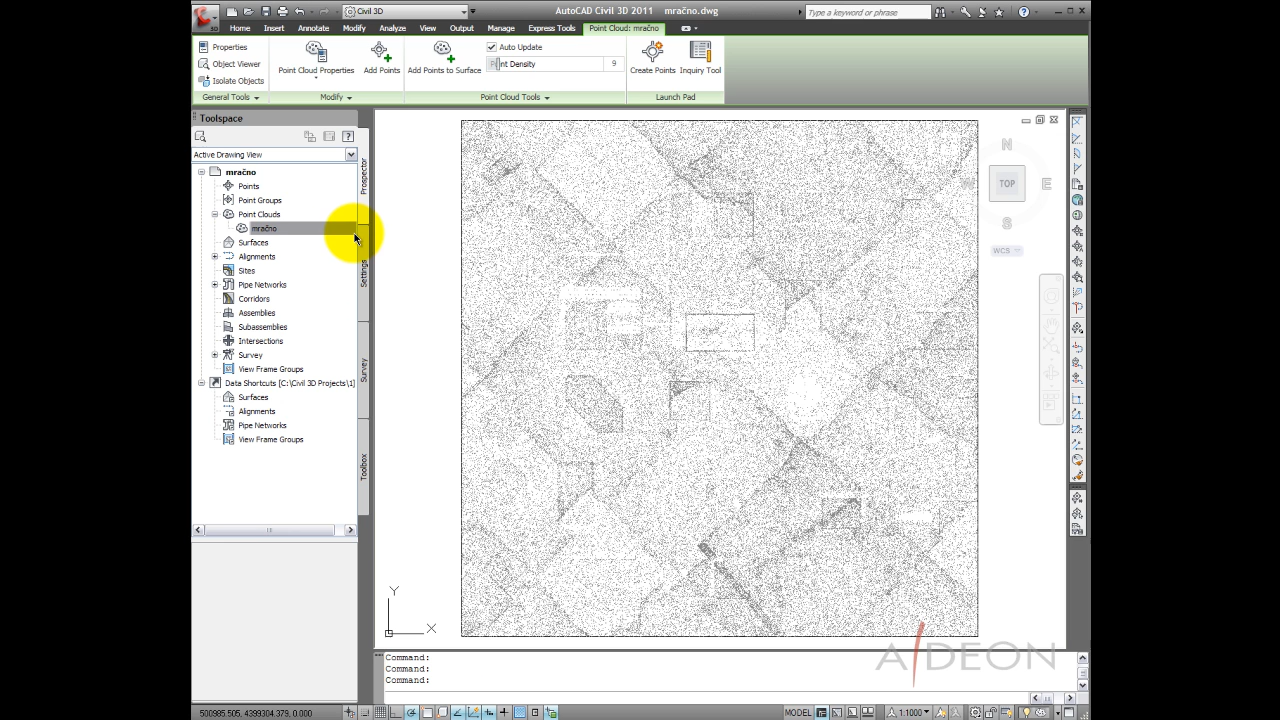 Civil 3D
AutoCAD Civil 3D 2011 mračno.dwg
Type a keyword or phrase
3D
Home Insert Annotate Modify Analyze View Output Manage Express Tools Point Cloud: mračno
Properties
Object Viewer
Isolate Objects
Point Cloud Properties
Add Points
Add Points to Surface
Auto Update
Point Density 9
Create Points
Inquiry Tool
General Tools
Modify
Point Cloud Tools
Launch Pad
Toolspace
Active Drawing View
mračno
Points
Point Groups
Point Clouds
mračno
Surfaces
Alignments
Sites
Pipe Networks
Corridors
Assemblies
Subassemblies
Intersections
Survey
View Frame Groups
Data Shortcuts [C:\Civil 3D Projects\1]
Surfaces
Alignments
Pipe Networks
View Frame Groups
Prospector
Settings
Survey
Toolbox
N
TOP
E
S
WCS
Y
X
Command:
Command:
Command:
AIDEON
500985.505, 4399304.379, 0.000
MODEL
1:1000